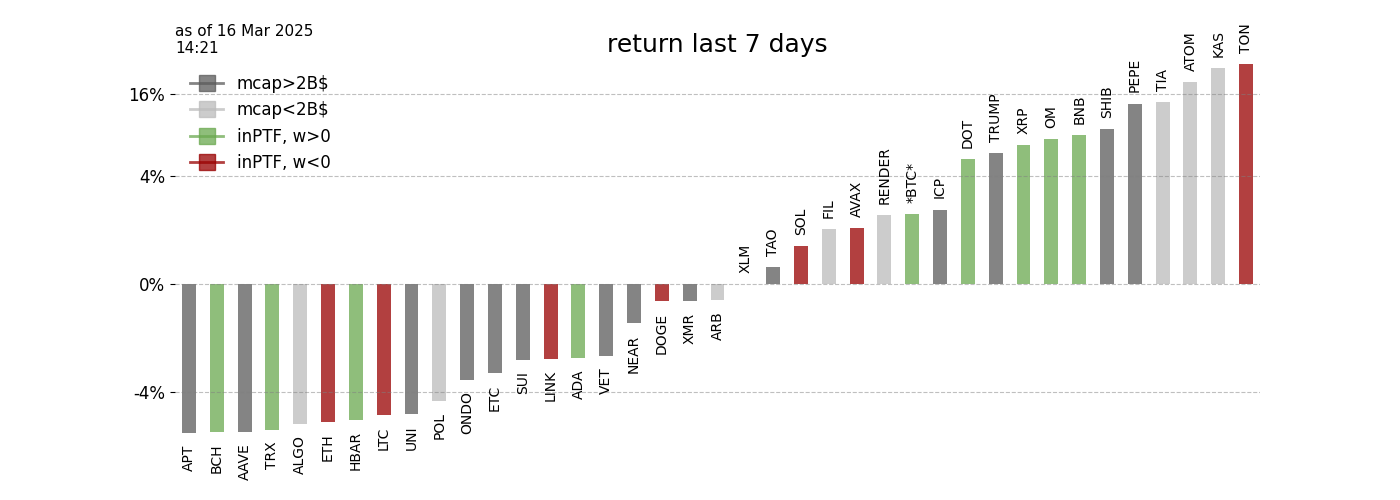 as of 16 Mar 2025
14:21
return last 7 days
mcap>2B$
mcap<2B$
inPTF, w>0
inPTF, w<0
16%
4%
0%
-4%
APT
BCH
AAVE
TRX
ALGO
ETH
HBAR
LTC
UNI
POL
ONDO
ETC
SUI
LINK
ADA
VET
NEAR
DOGE
XMR
ARB
XLM
TAO
SOL
FIL
AVAX
RENDER
*BTC*
ICP
DOT
TRUMP
XRP
OM
BNB
SHIB
PEPE
TIA
ATOM
KAS
TON